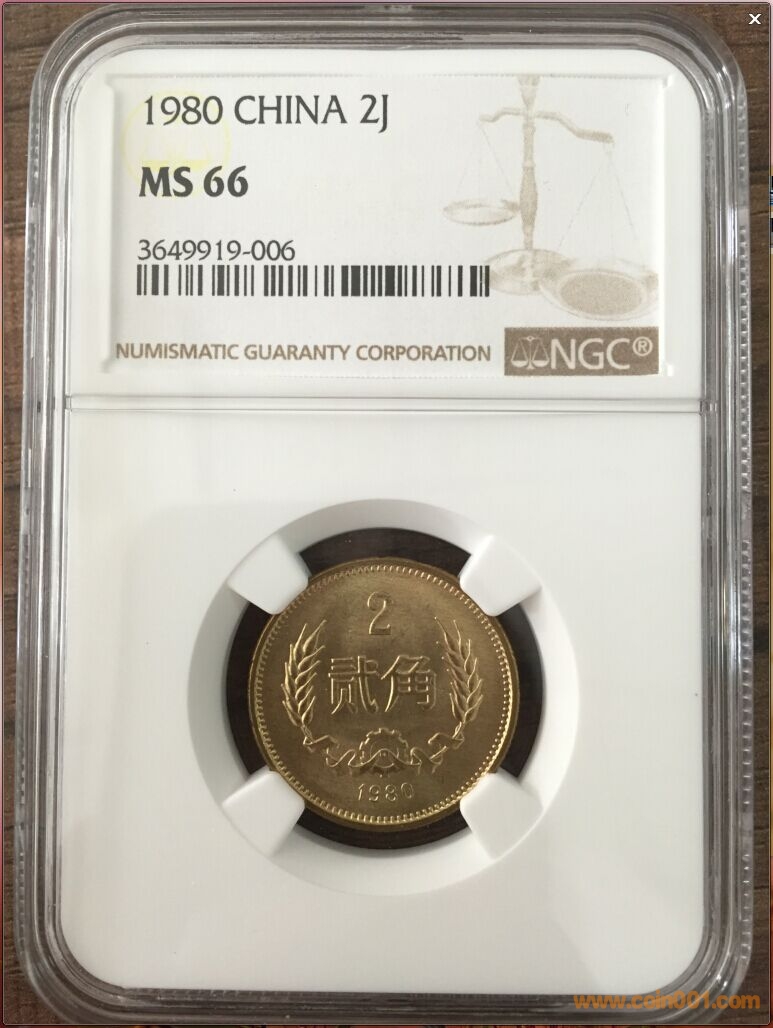 1980 CHINA 2J
MS 66
3649919-006
NUMISMATIC GUARANTY CORPORATION
NGC®
2
贰角
1980
www.coin001.com